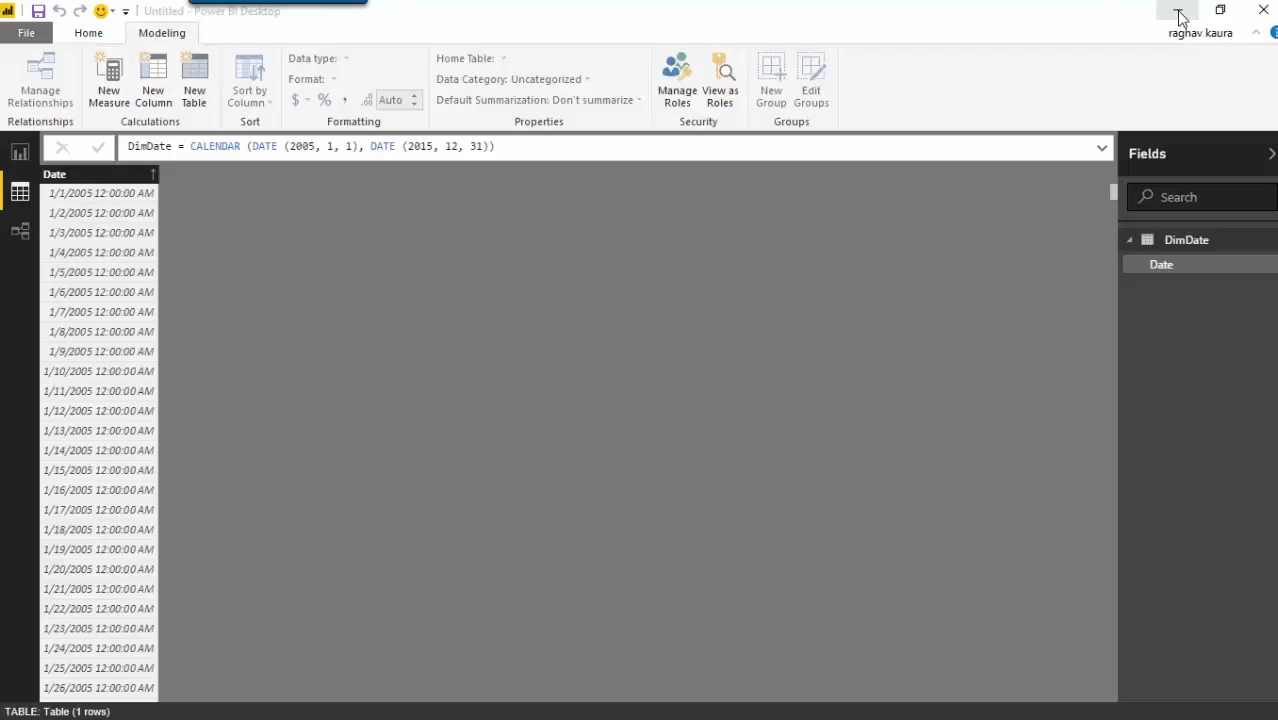 Untitled - Power BI Desktop
File Home Modeling raghav kaura
Manage Relationships
New Measure
New Column
New Table
Sort by Column
Data type:
Format:
$ % , .00 Auto
Home Table:
Data Category: Uncategorized
Default Summarization: Don't summarize
Manage Roles
View as Roles
New Group
Edit Groups
Relationships Calculations Sort Formatting Properties Security Groups
DimDate = CALENDAR (DATE (2005, 1, 1), DATE (2015, 12, 31))
Fields
Search
DimDate
Date
Date
1/1/2005 12:00:00 AM
1/2/2005 12:00:00 AM
1/3/2005 12:00:00 AM
1/4/2005 12:00:00 AM
1/5/2005 12:00:00 AM
1/6/2005 12:00:00 AM
1/7/2005 12:00:00 AM
1/8/2005 12:00:00 AM
1/9/2005 12:00:00 AM
1/10/2005 12:00:00 AM
1/11/2005 12:00:00 AM
1/12/2005 12:00:00 AM
1/13/2005 12:00:00 AM
1/14/2005 12:00:00 AM
1/15/2005 12:00:00 AM
1/16/2005 12:00:00 AM
1/17/2005 12:00:00 AM
1/18/2005 12:00:00 AM
1/19/2005 12:00:00 AM
1/20/2005 12:00:00 AM
1/21/2005 12:00:00 AM
1/22/2005 12:00:00 AM
1/23/2005 12:00:00 AM
1/24/2005 12:00:00 AM
1/25/2005 12:00:00 AM
1/26/2005 12:00:00 AM
TABLE: Table (1 rows)